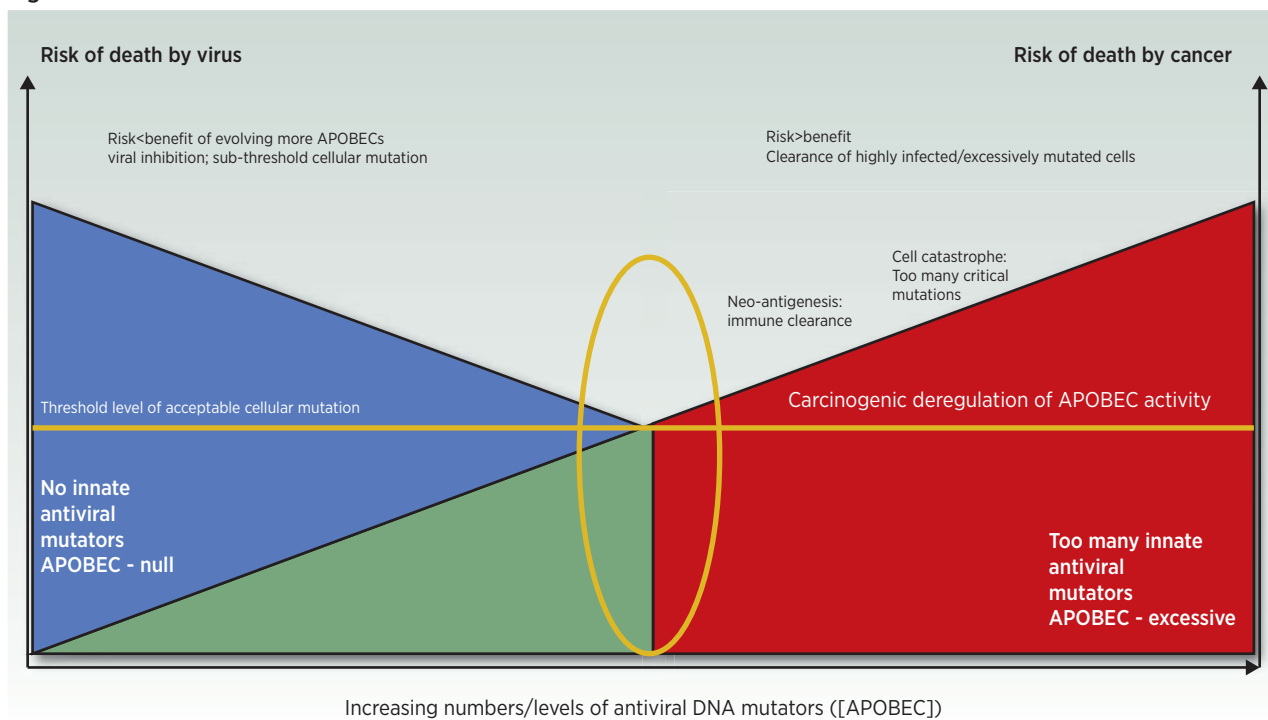 Risk of death by virus
Risk of death by cancer
Risk<benefit of evolving more APOBECs
viral inhibition; sub-threshold cellular mutation
Risk>benefit
Clearance of highly infected/excessively mutated cells
Cell catastrophe:
Too many critical
mutations
Neo-antigenesis:
immune clearance
Threshold level of acceptable cellular mutation
Carcinogenic deregulation of APOBEC activity
No innate
antiviral
mutators
APOBEC - null
Too many innate
antiviral
mutators
APOBEC - excessive
Increasing numbers/levels of antiviral DNA mutators ([APOBEC])